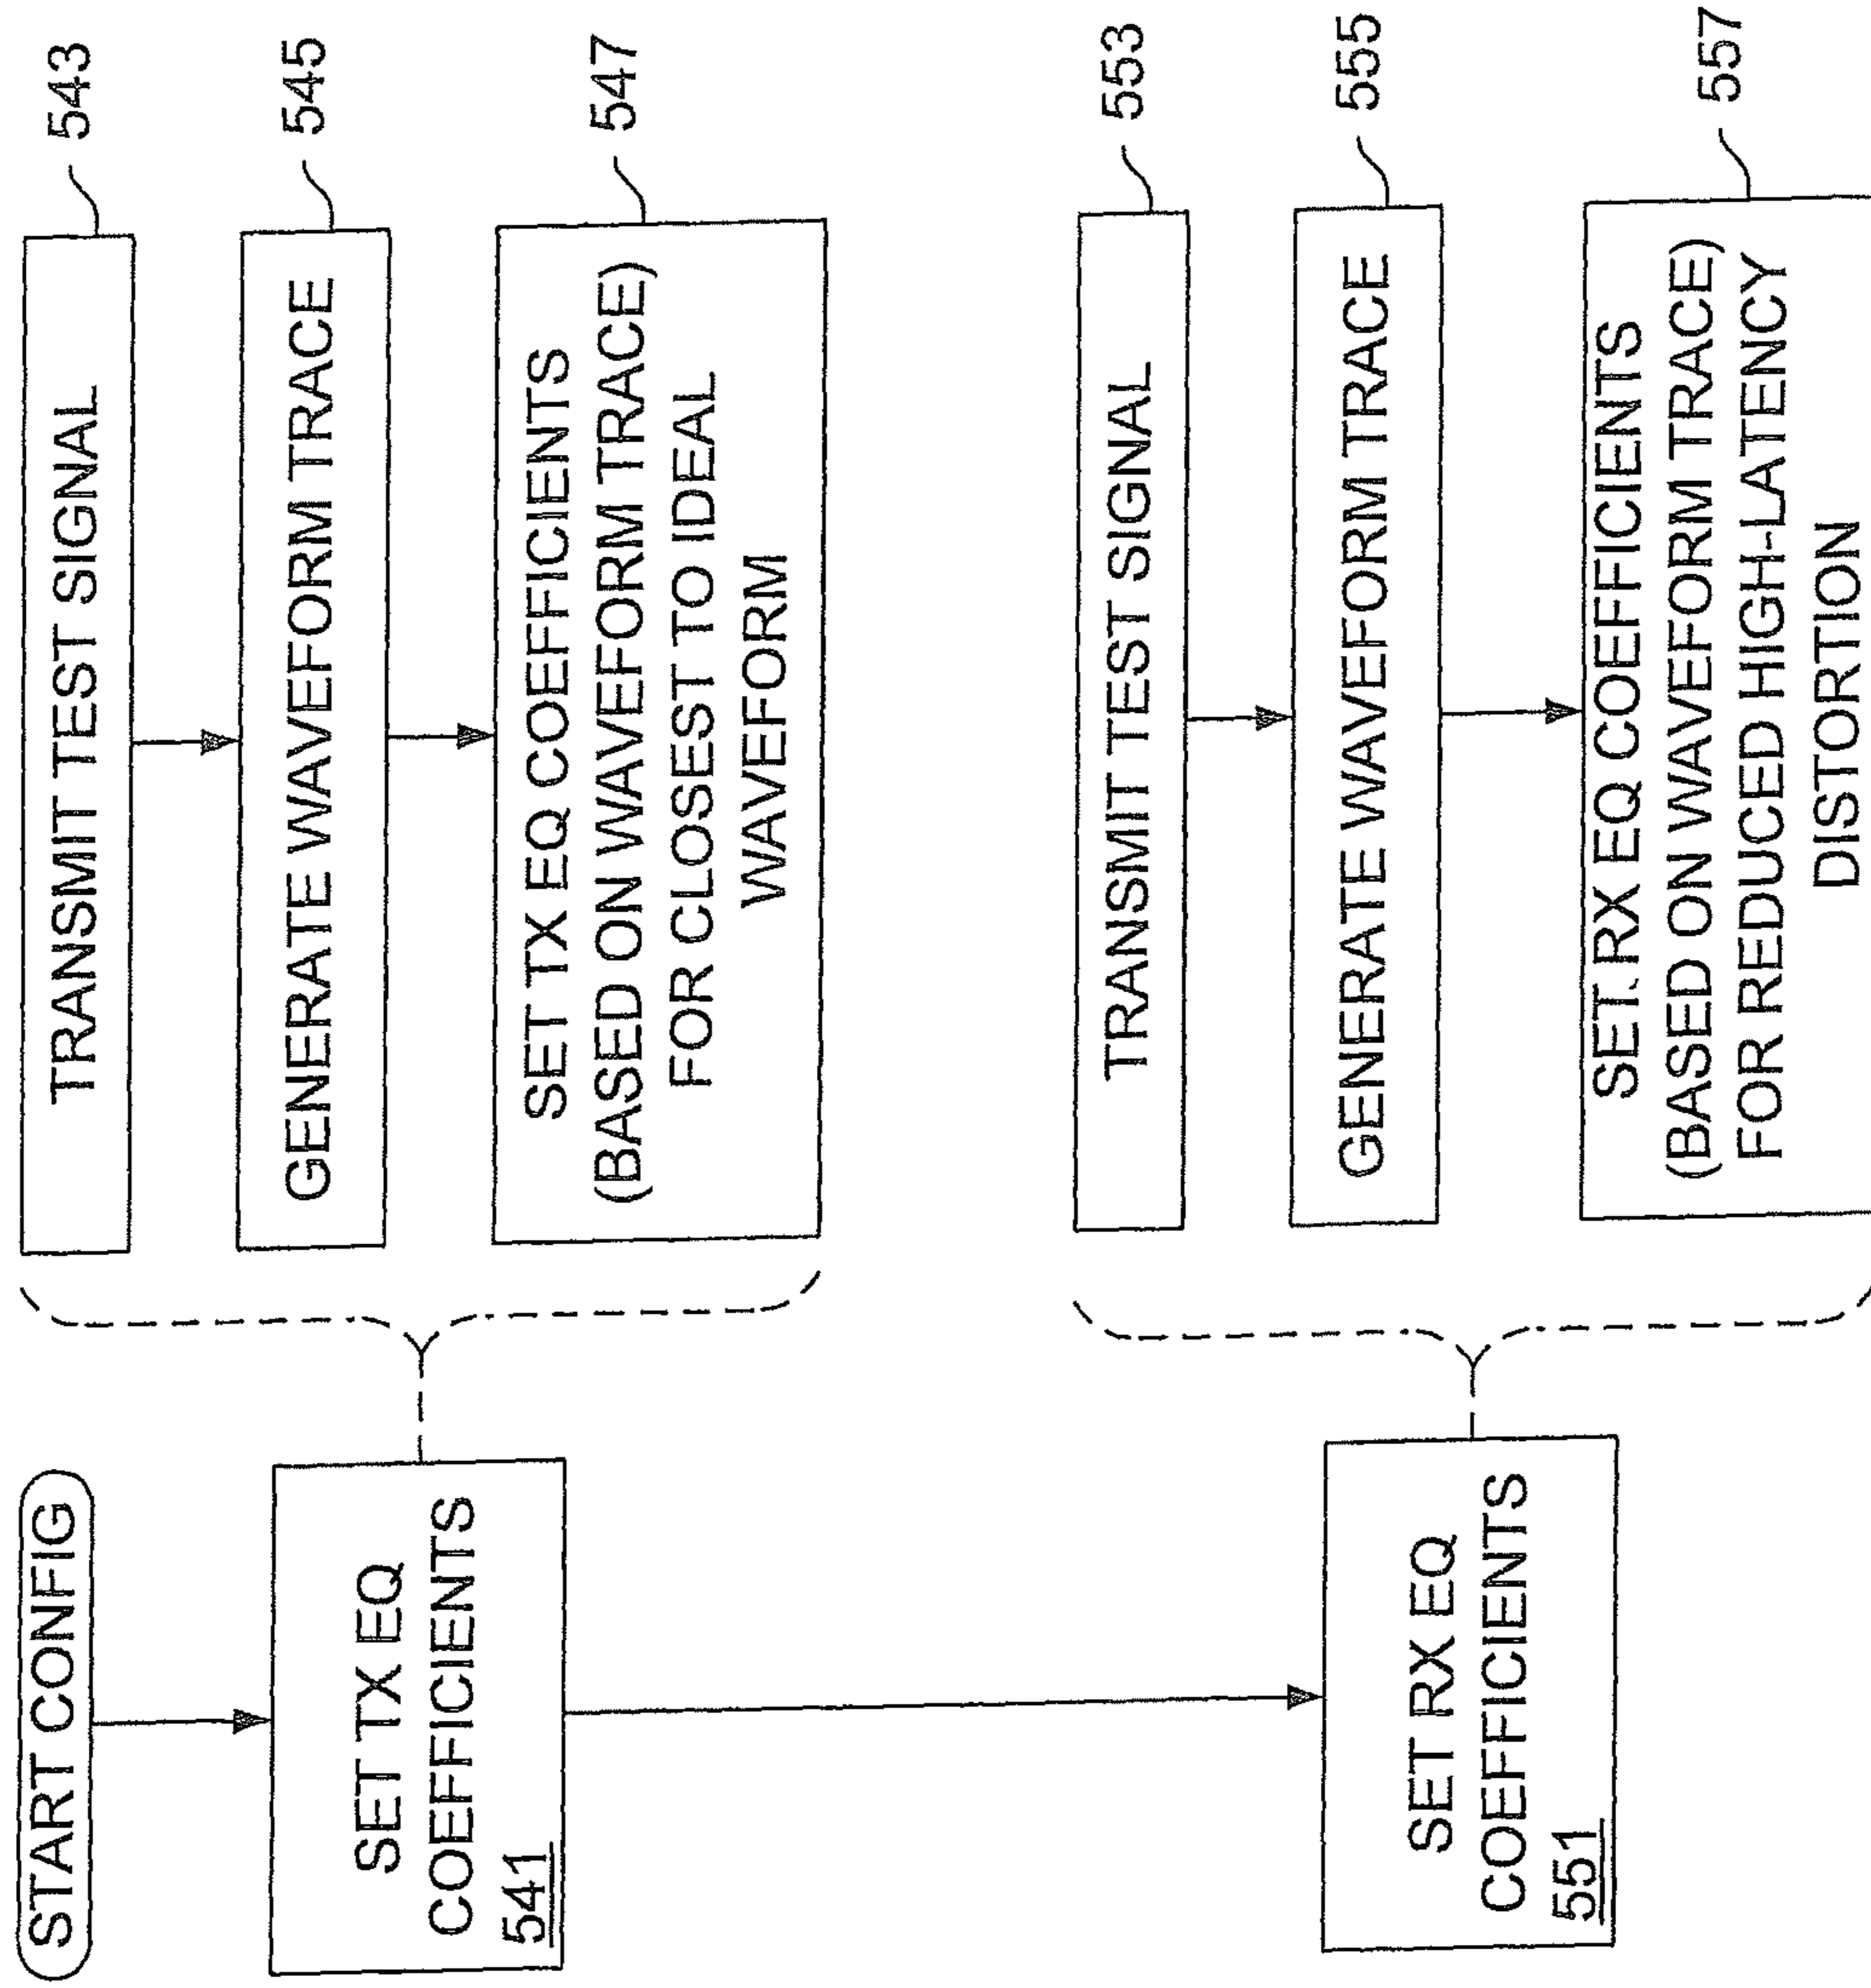 START CONFIG
SET TX EQ
COEFFICIENTS
541
TRANSMIT TEST SIGNAL
543
GENERATE WAVEFORM TRACE
545
SET TX EQ COEFFICIENTS
(BASED ON WAVEFORM TRACE)
FOR CLOSEST TO IDEAL
WAVEFORM
547
SET RX EQ
COEFFICIENTS
551
TRANSMIT TEST SIGNAL
553
GENERATE WAVEFORM TRACE
555
SET RX EQ COEFFICIENTS
(BASED ON WAVEFORM TRACE)
FOR REDUCED HIGH-LATENCY
DISTORTION
557